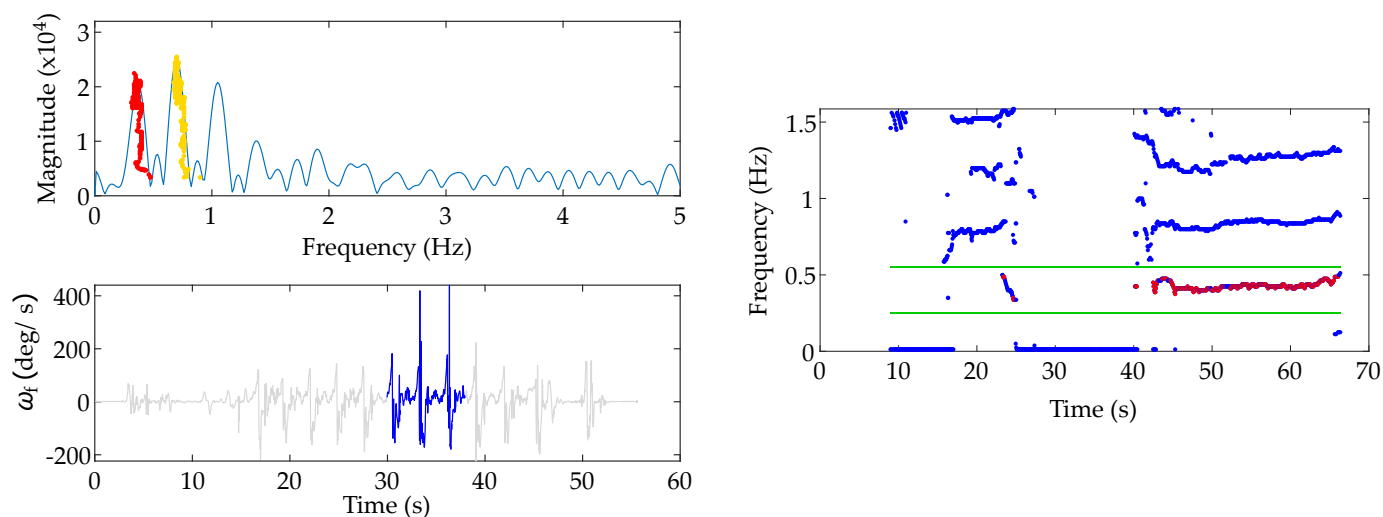 Magnitude (x10⁴)
3
2
1
0
0 1 2 3 4 5
Frequency (Hz)
ω_f (deg/ s)
400
200
0
-200
0 10 20 30 40 50 60
Time (s)
Frequency (Hz)
1.5
1
0.5
0
0 10 20 30 40 50 60 70
Time (s)